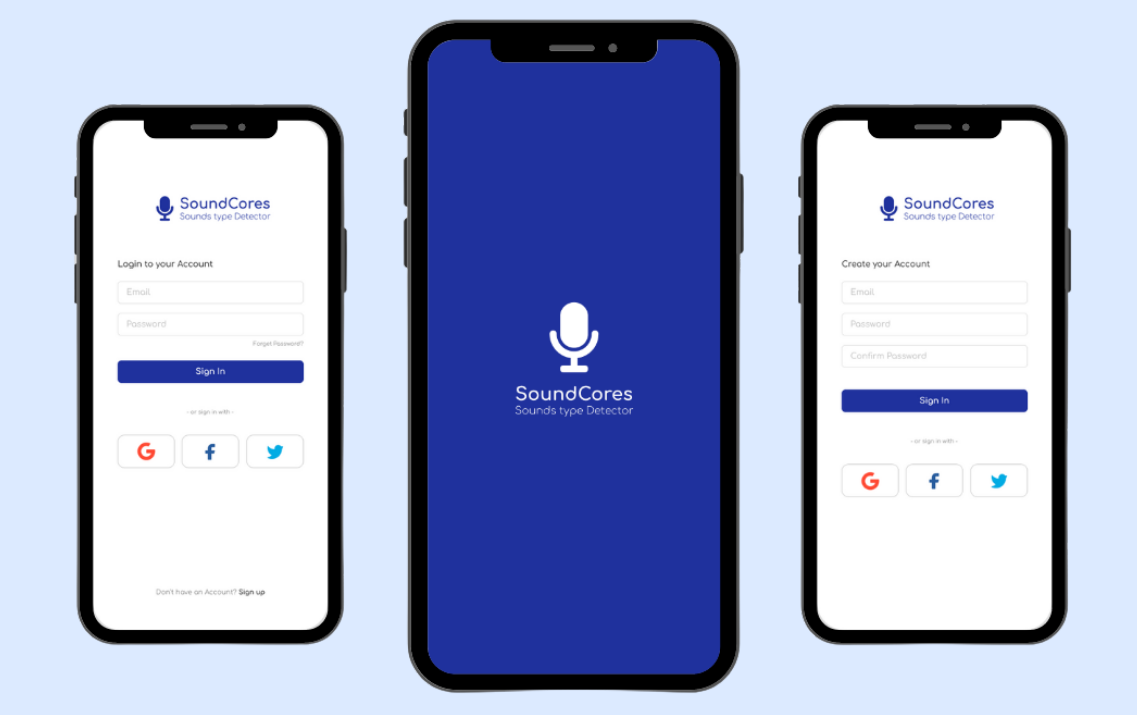 SoundCores
Sounds type Detector
Login to your Account
Email
Password
Forget Password?
Sign In
- or sign in with -
Don't have an Account? Sign up
SoundCores
Sounds type Detector
SoundCores
Sounds type Detector
Create your Account
Email
Password
Confirm Password
Sign In
- or sign in with -